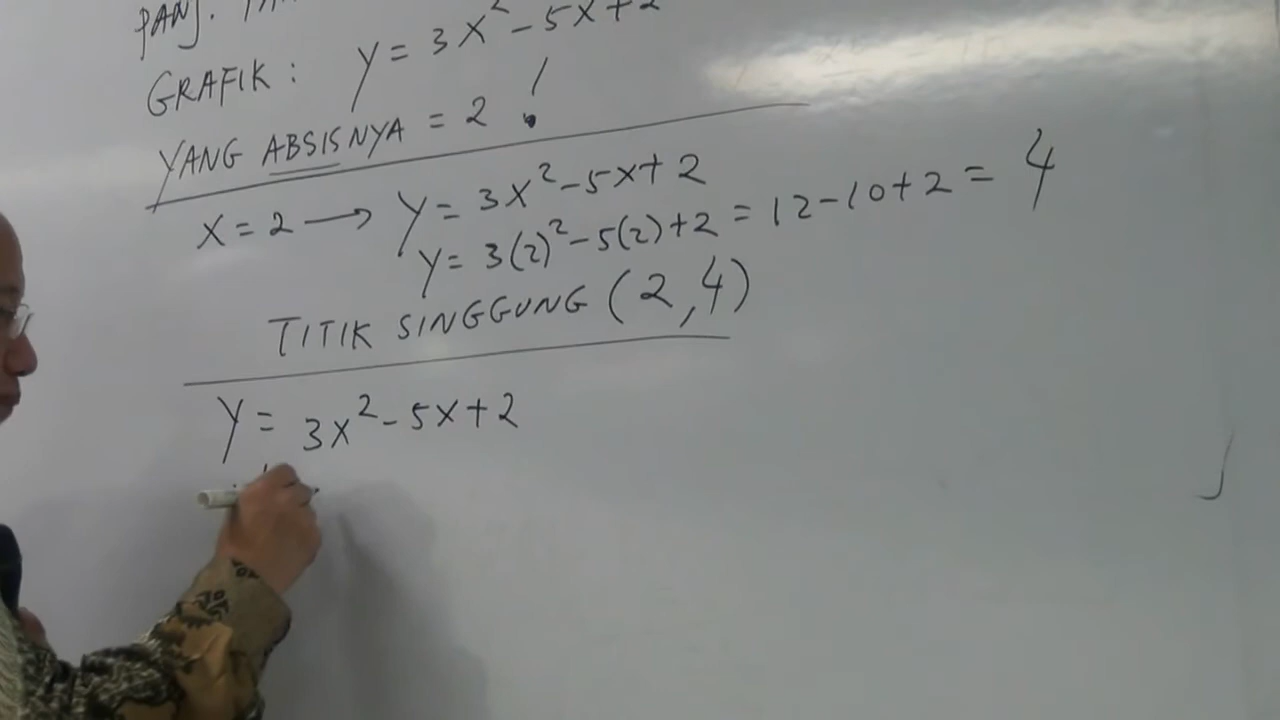 PANJ.
GRAFIK : y = 3x² - 5x + 2
YANG ABSISNYA = 2 !
x = 2 → y = 3x² - 5x + 2
y = 3(2)² - 5(2) + 2 = 12 - 10 + 2 = 4
TITIK SINGGUNG (2,4)
y = 3x² - 5x + 2